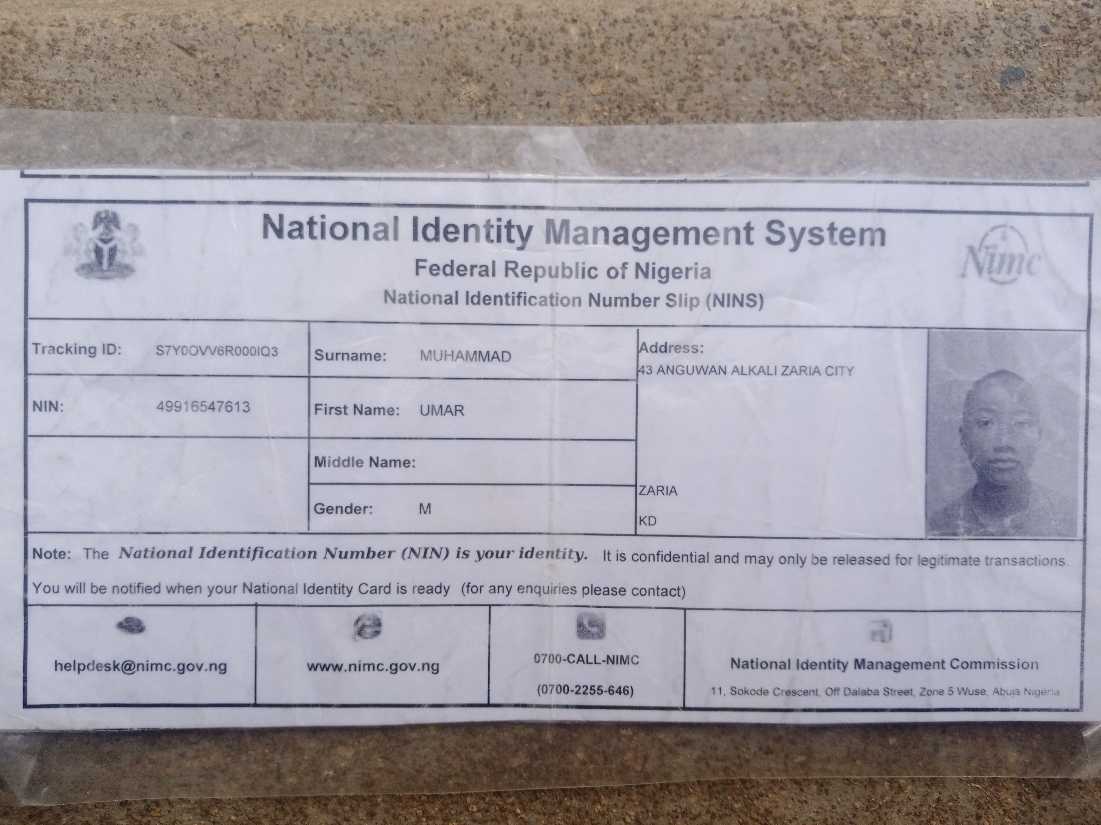 National Identity Management System
Federal Republic of Nigeria
National Identification Number Slip (NINS)
Nimc
Tracking ID: S7Y0OVV6R000IQ3
Surname: MUHAMMAD
Address:
43 ANGUWAN ALKALI ZARIA CITY
NIN: 49916547613
First Name: UMAR
Middle Name:
ZARIA
Gender: M
KD
Note: The National Identification Number (NIN) is your identity. It is confidential and may only be released for legitimate transactions.
You will be notified when your National Identity Card is ready (for any enquiries please contact)
helpdesk@nimc.gov.ng
www.nimc.gov.ng
0700-CALL-NIMC
(0700-2255-646)
National Identity Management Commission
11, Sokode Crescent, Off Dalaba Street, Zone 5 Wuse, Abuja Nigeria